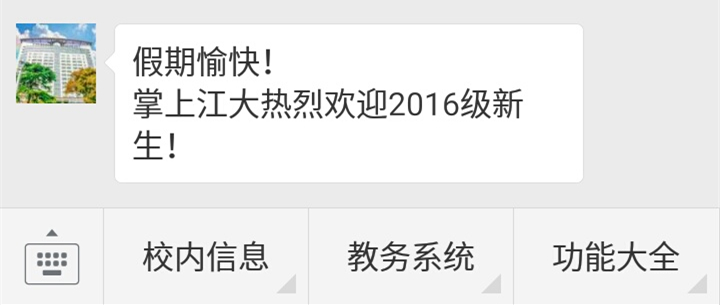 假期愉快！
掌上江大热烈欢迎2016级新
生！
校内信息
教务系统
功能大全